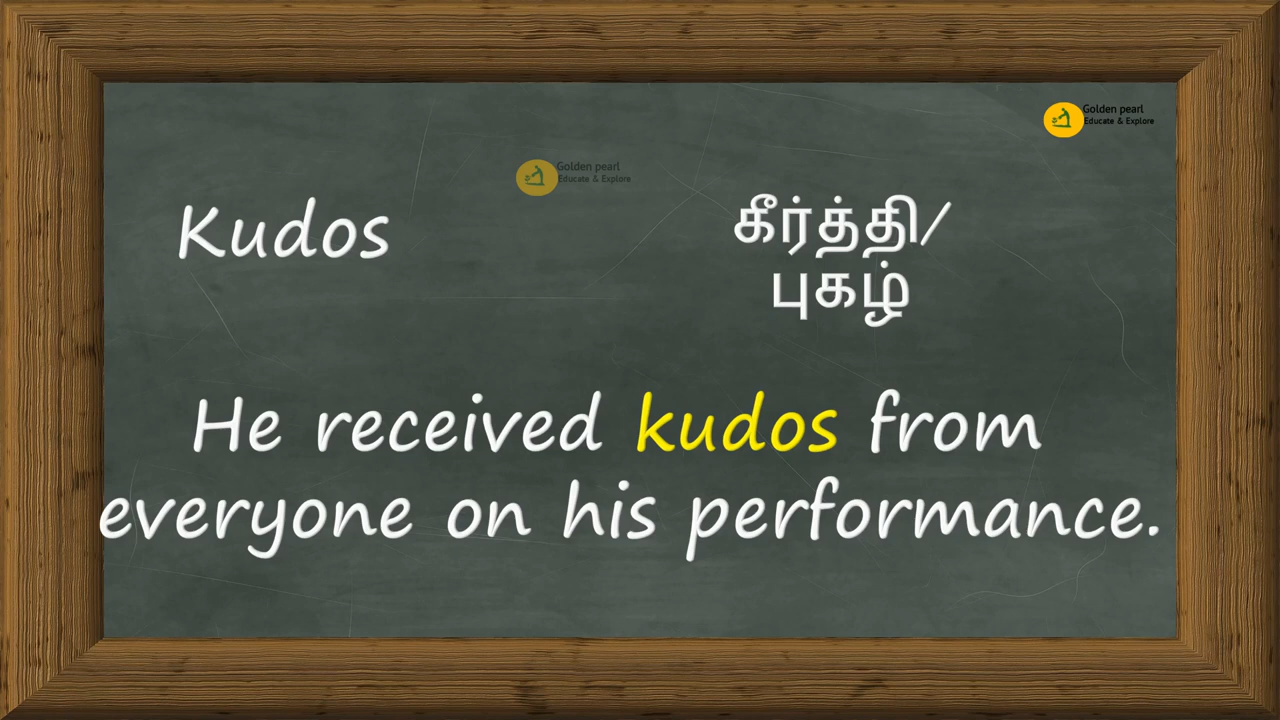 Golden pearl
Educate & Explore
Golden pearl
Educate & Explore
Kudos
கீர்த்தி/
புகழ்
He received kudos from
everyone on his performance.